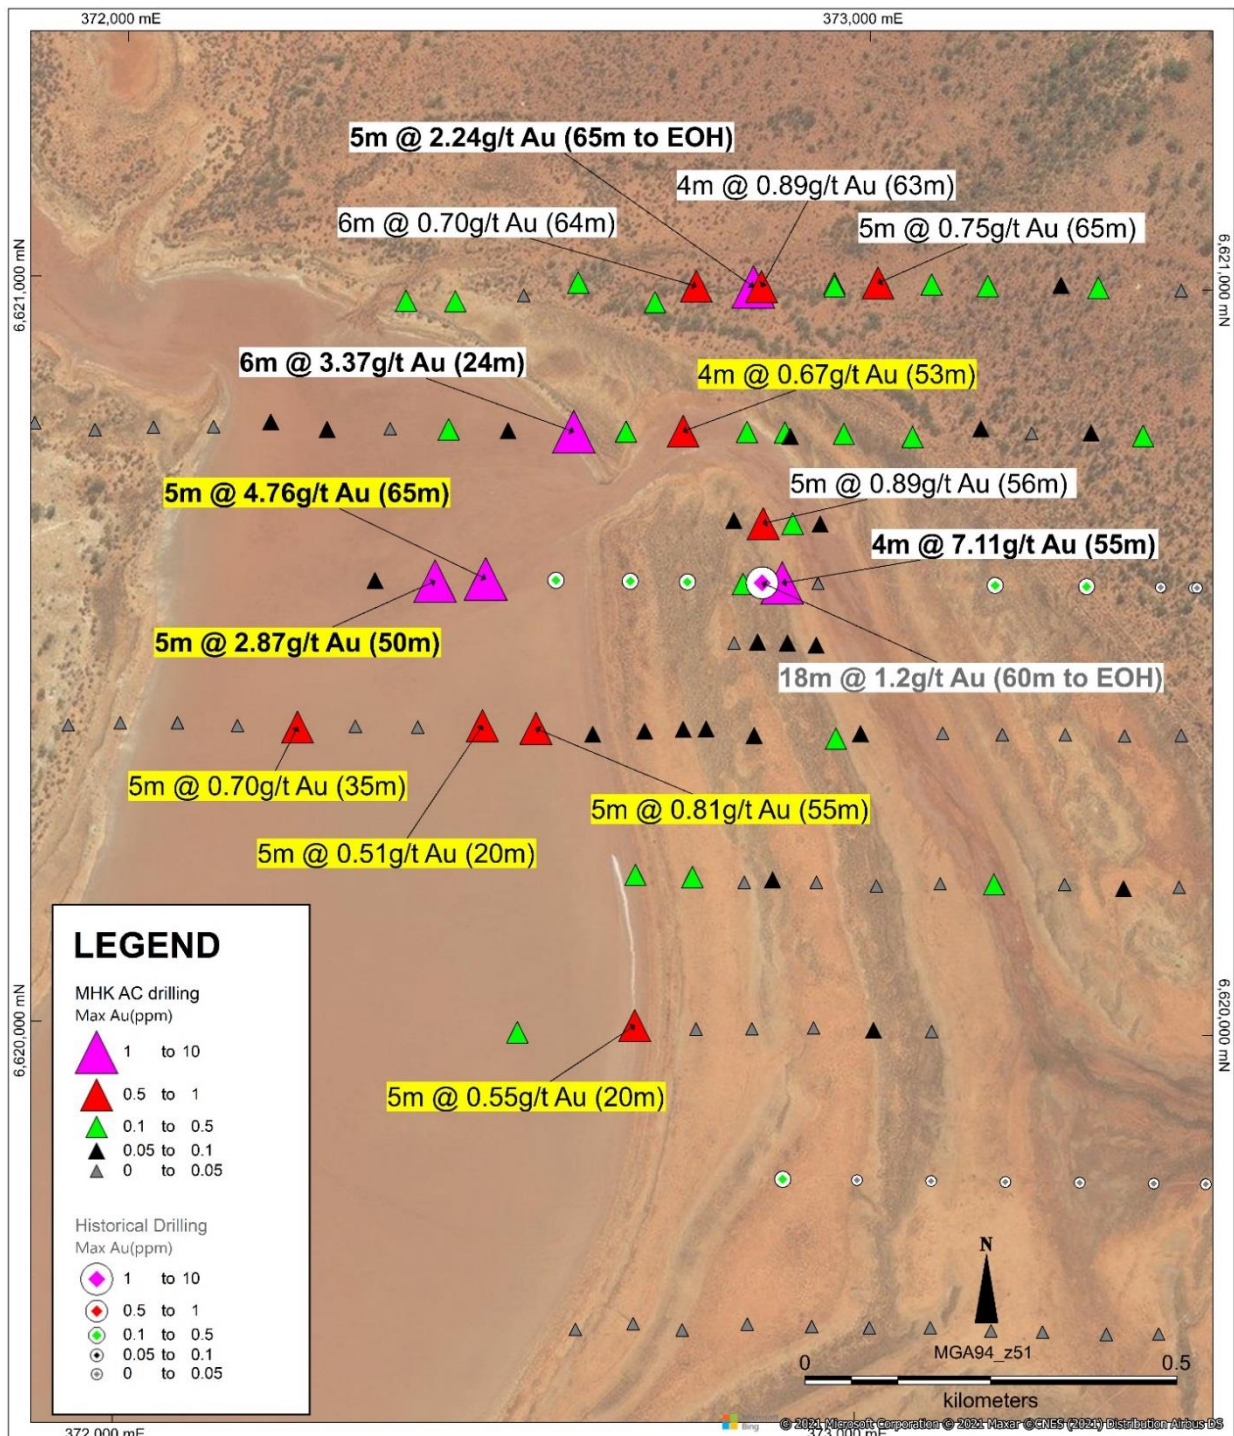 372,000 mE
373,000 mE
5m @ 2.24g/t Au (65m to EOH)
4m @ 0.89g/t Au (63m)
6m @ 0.70g/t Au (64m)
5m @ 0.75g/t Au (65m)
6,621,000 mN
6,621,000 mN
6m @ 3.37g/t Au (24m)
4m @ 0.67g/t Au (53m)
5m @ 4.76g/t Au (65m)
5m @ 0.89g/t Au (56m)
4m @ 7.11g/t Au (55m)
5m @ 2.87g/t Au (50m)
18m @ 1.2g/t Au (60m to EOH)
5m @ 0.70g/t Au (35m)
5m @ 0.81g/t Au (55m)
5m @ 0.51g/t Au (20m)
6,620,000 mN
6,620,000 mN
5m @ 0.55g/t Au (20m)
LEGEND
MHK AC drilling
Max Au(ppm)
1 to 10
0.5 to 1
0.1 to 0.5
0.05 to 0.1
0 to 0.05
Historical Drilling
Max Au(ppm)
1 to 10
0.5 to 1
0.1 to 0.5
0.05 to 0.1
0 to 0.05
N
MGA94_z51
0 0.5
kilometers
Bing
© 2021 Microsoft Corporation © 2021 Maxar ©CNES (2021) Distribution Airbus DS
372,000 mE
373,000 mE